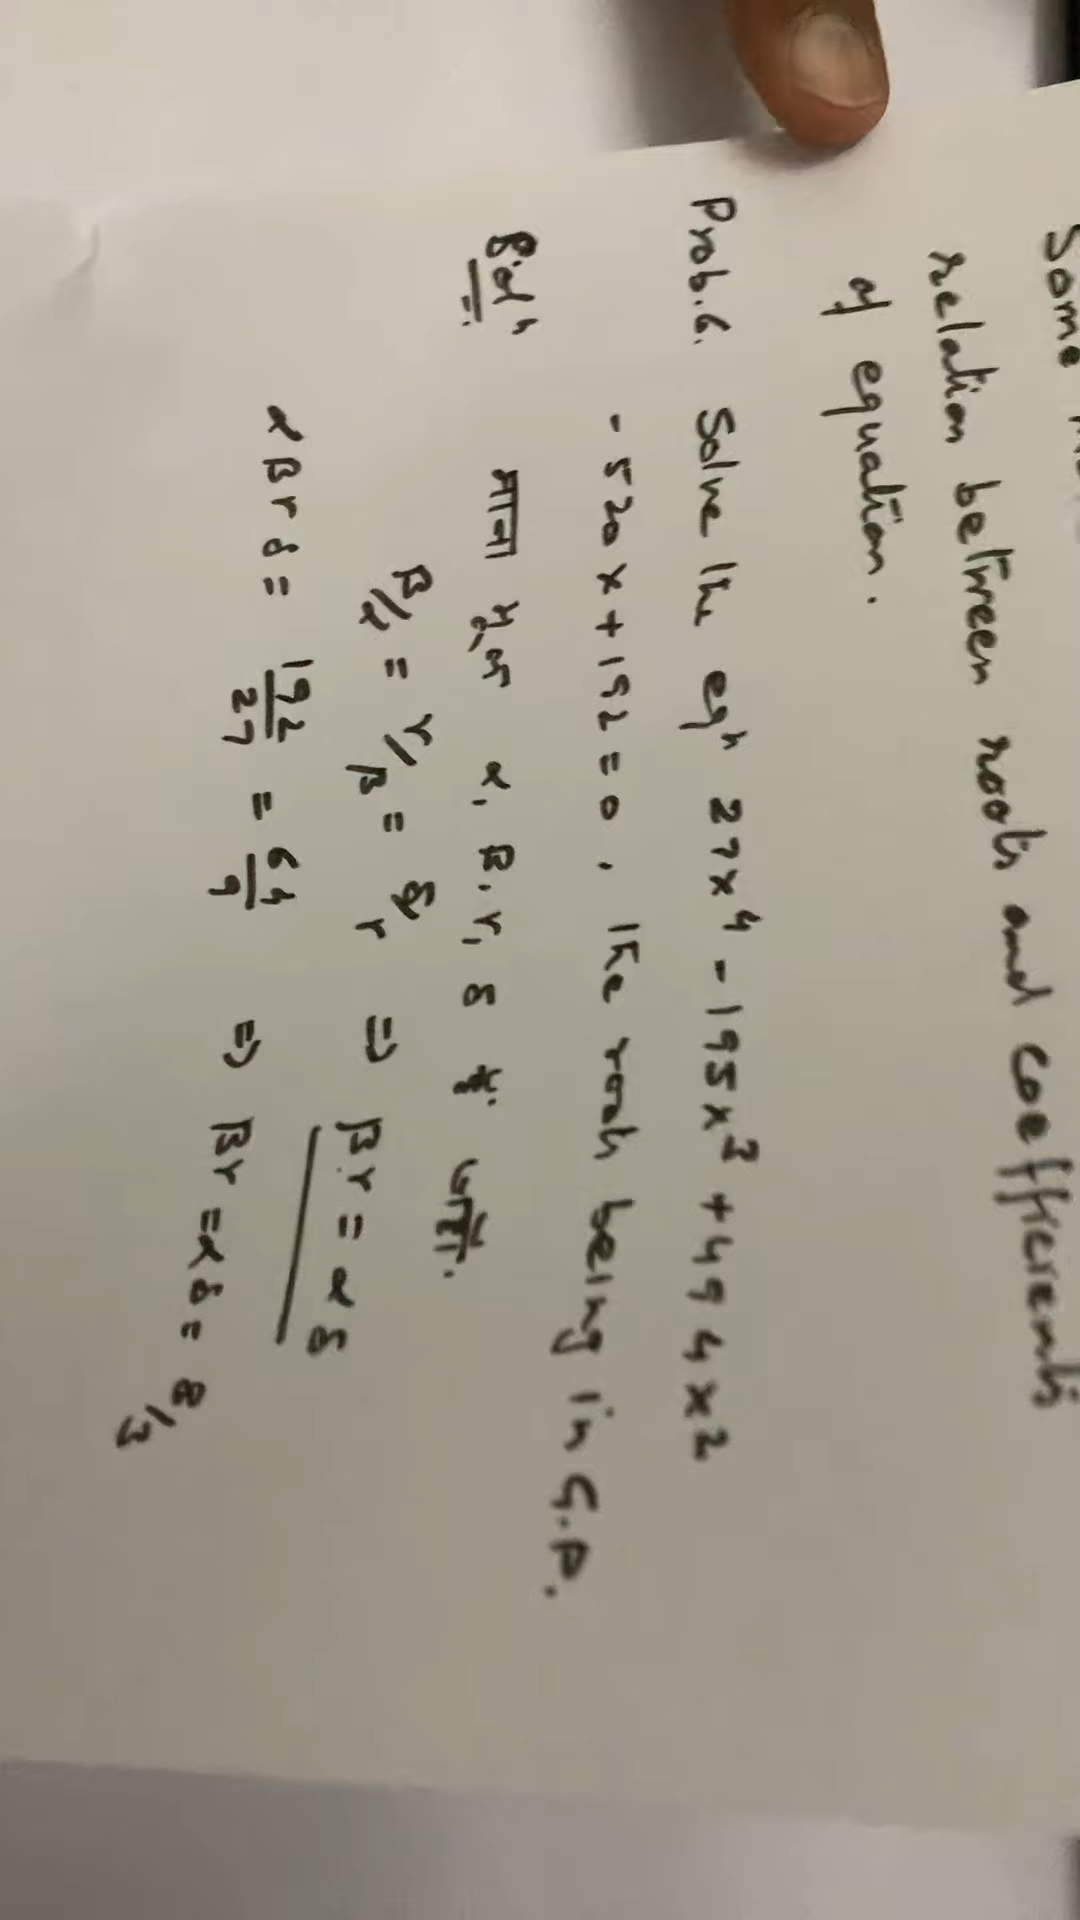 Some
relation between roots and coefficients
of equation.
Prob.6. Solve the eqⁿ 27x⁴ - 195x³ + 494x²
- 520x + 192 = 0, the roots being in G.P.
Solⁿ माना मूल α, β, γ, δ हैं. जहाँ.
β/α = γ/β = δ/γ ⇒ βγ = αδ
αβγδ = 192/27 = 64/9 ⇒ βγ = αδ = 8/3